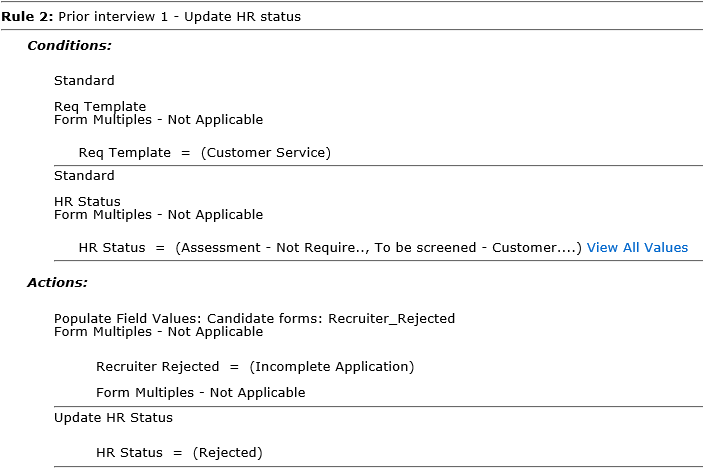 Rule 2: Prior interview 1 - Update HR status
Conditions:
Standard
Req Template
Form Multiples - Not Applicable
Req Template = (Customer Service)
Standard
HR Status
Form Multiples - Not Applicable
HR Status = (Assessment - Not Require.., To be screened - Customer....) View All Values
Actions:
Populate Field Values: Candidate forms: Recruiter_Rejected
Form Multiples - Not Applicable
Recruiter Rejected = (Incomplete Application)
Form Multiples - Not Applicable
Update HR Status
HR Status = (Rejected)